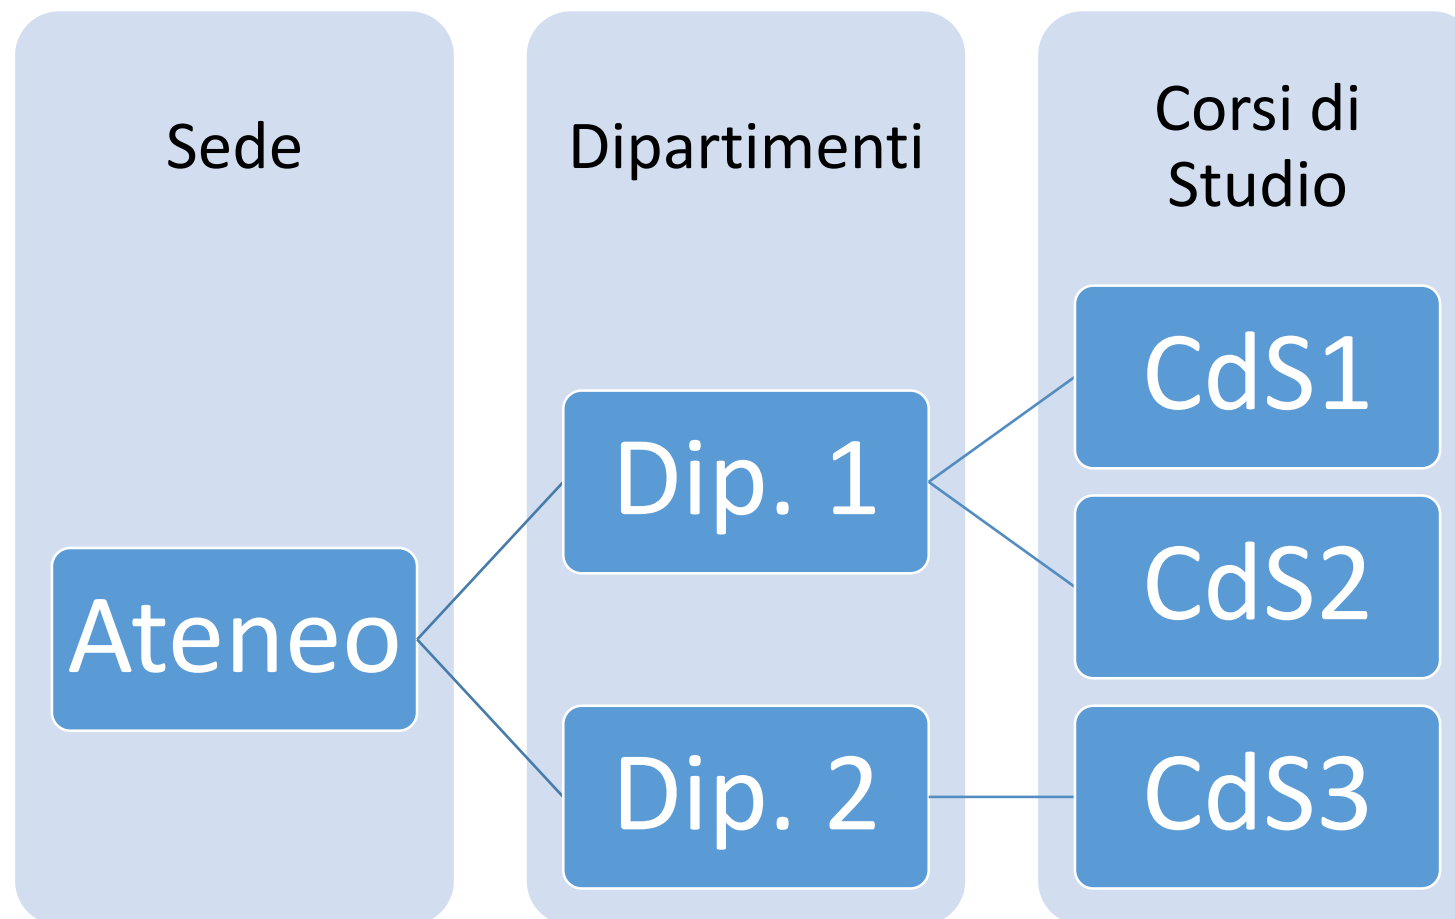 Sede
Dipartimenti
Corsi di
Studio
Ateneo
Dip. 1
Dip. 2
CdS1
CdS2
CdS3